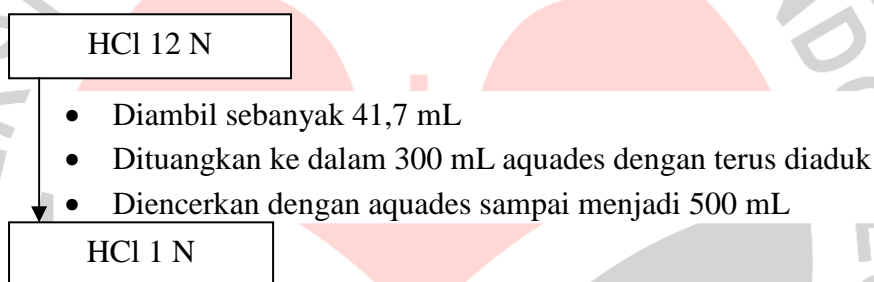 HCl 12 N
• Diambil sebanyak 41,7 mL
• Dituangkan ke dalam 300 mL aquades dengan terus diaduk
• Diencerkan dengan aquades sampai menjadi 500 mL
HCl 1 N